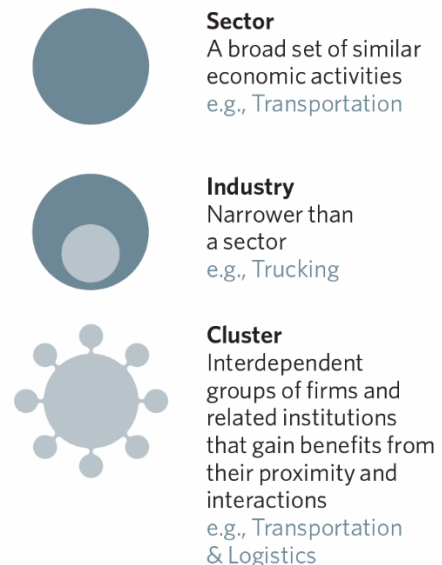 Sector
A broad set of similar
economic activities
e.g., Transportation
Industry
Narrower than
a sector
e.g., Trucking
Cluster
Interdependent
groups of firms and
related institutions
that gain benefits from
their proximity and
interactions
e.g., Transportation
& Logistics